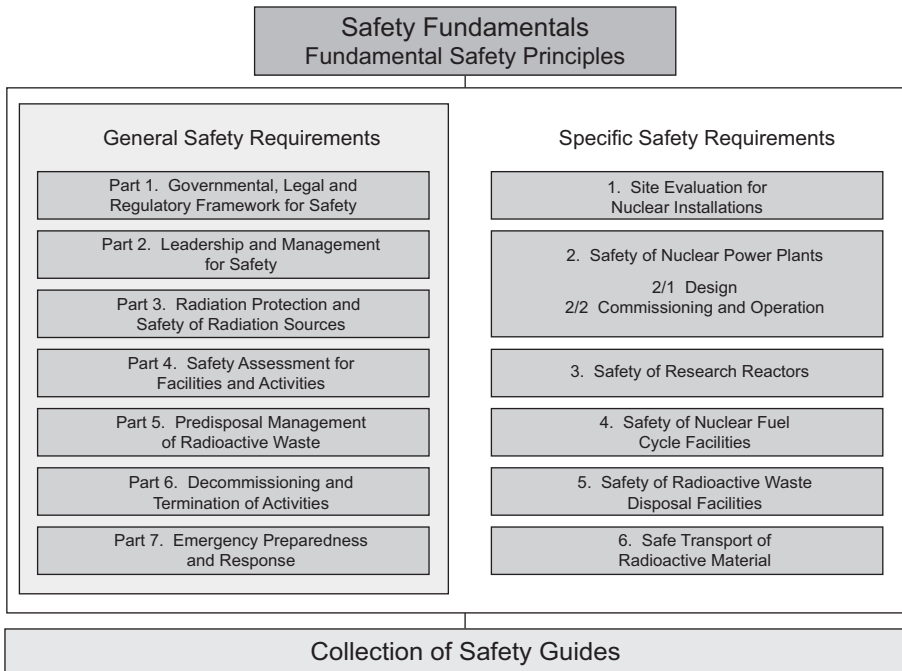 Safety Fundamentals
Fundamental Safety Principles
General Safety Requirements
Part 1. Governmental, Legal and
Regulatory Framework for Safety
Part 2. Leadership and Management
for Safety
Part 3. Radiation Protection and
Safety of Radiation Sources
Part 4. Safety Assessment for
Facilities and Activities
Part 5. Predisposal Management
of Radioactive Waste
Part 6. Decommissioning and
Termination of Activities
Part 7. Emergency Preparedness
and Response
Specific Safety Requirements
1. Site Evaluation for
Nuclear Installations
2. Safety of Nuclear Power Plants
2/1 Design
2/2 Commissioning and Operation
3. Safety of Research Reactors
4. Safety of Nuclear Fuel
Cycle Facilities
5. Safety of Radioactive Waste
Disposal Facilities
6. Safe Transport of
Radioactive Material
Collection of Safety Guides